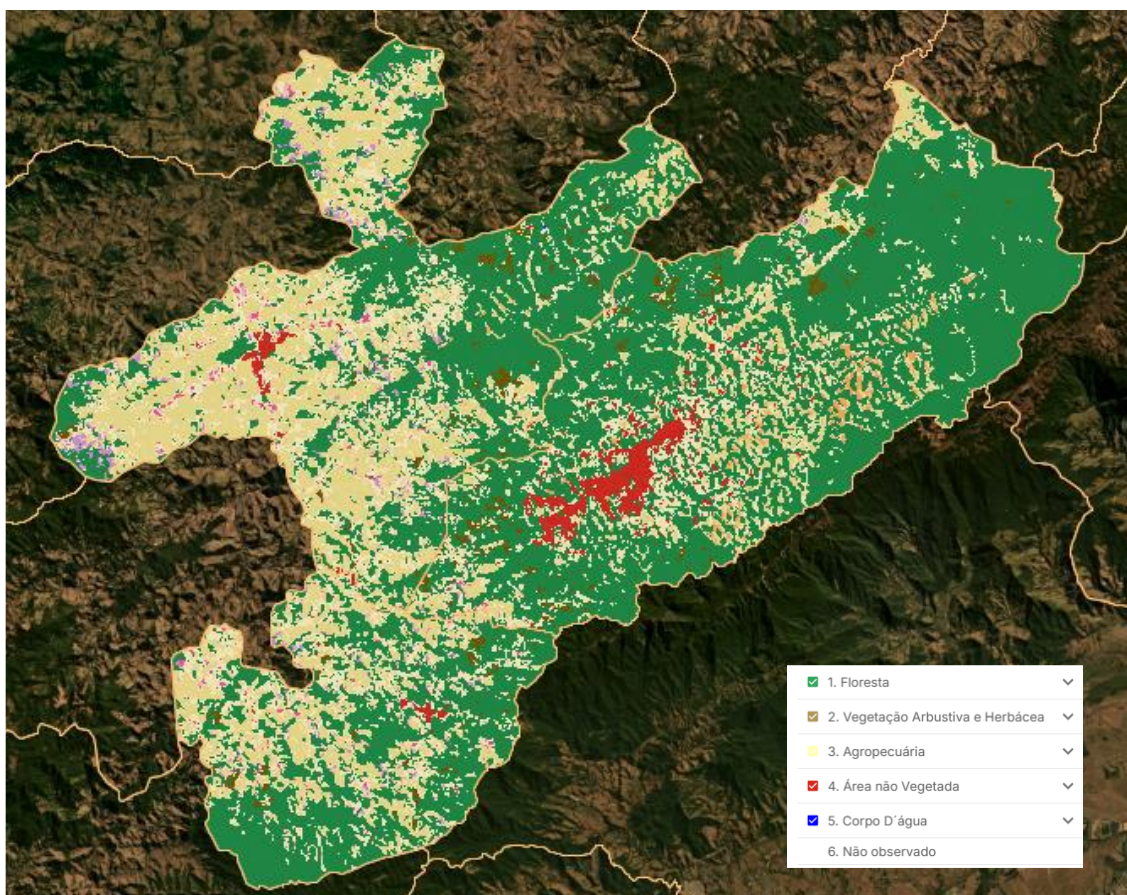 1. Floresta
2. Vegetação Arbustiva e Herbácea
3. Agropecuária
4. Área não Vegetada
5. Corpo D´água
6. Não observado